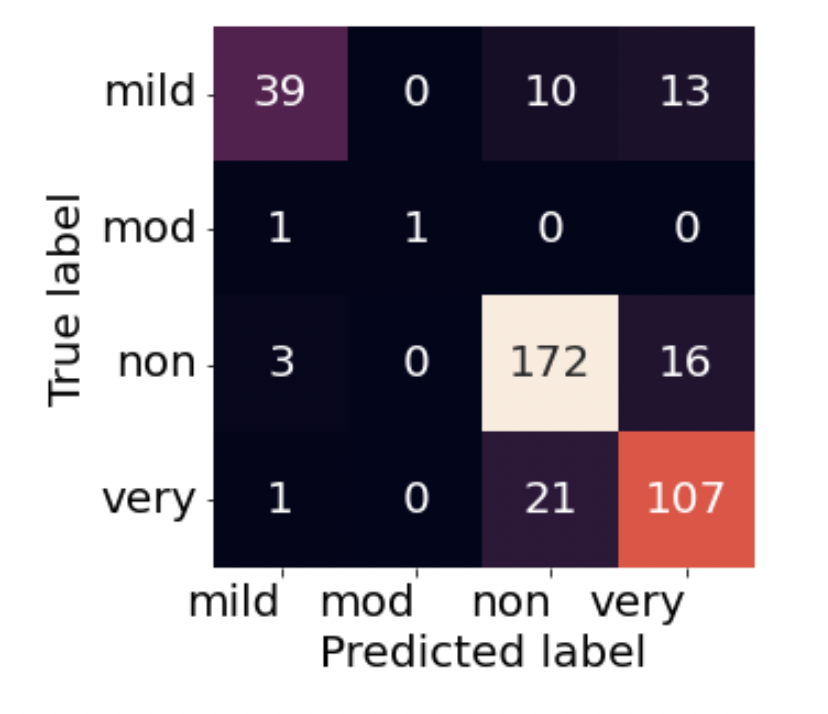 mild 39 0 10 13
mod 1 1 0 0
non 3 0 172 16
very 1 0 21 107
True label
mild mod non very
Predicted label